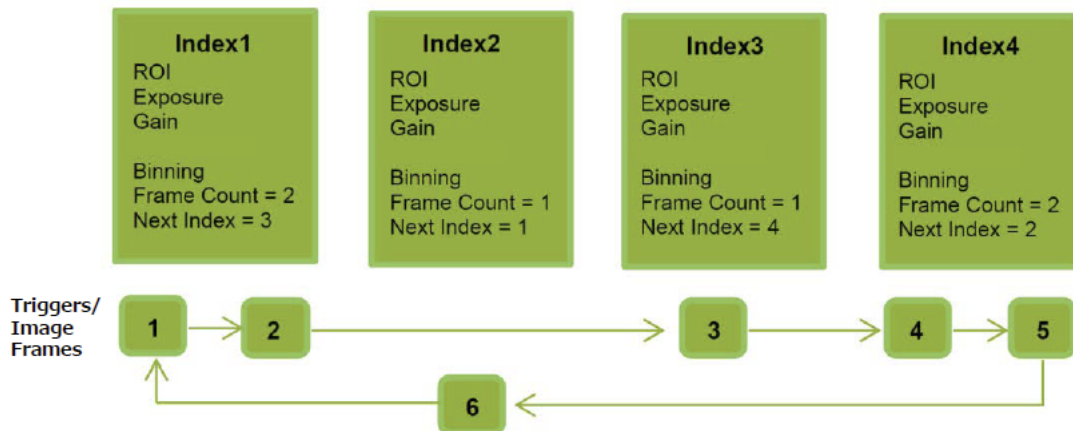 Index1
ROI
Exposure
Gain
Binning
Frame Count = 2
Next Index = 3
Index2
ROI
Exposure
Gain
Binning
Frame Count = 1
Next Index = 1
Index3
ROI
Exposure
Gain
Binning
Frame Count = 1
Next Index = 4
Index4
ROI
Exposure
Gain
Binning
Frame Count = 2
Next Index = 2
Triggers/
Image
Frames
1
2
3
4
5
6